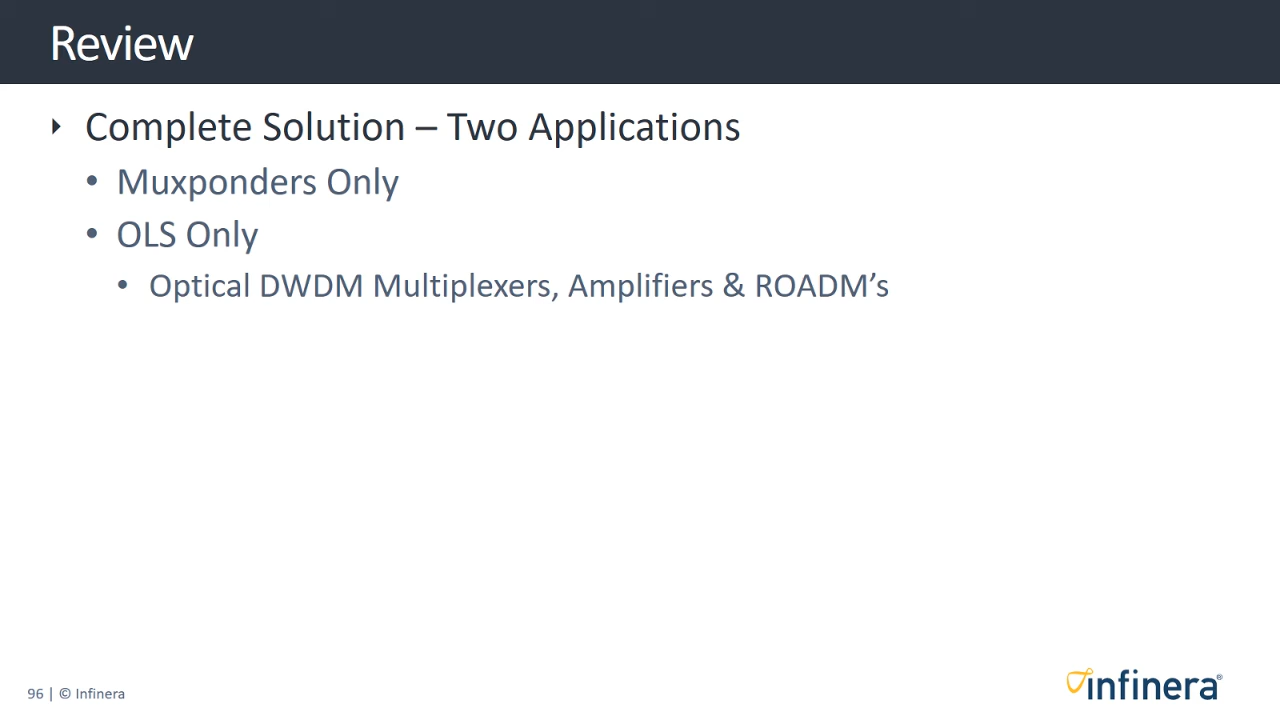 Review
‣ Complete Solution – Two Applications
• Muxponders Only
• OLS Only
• Optical DWDM Multiplexers, Amplifiers & ROADM’s
96 | © Infinera
infinera®